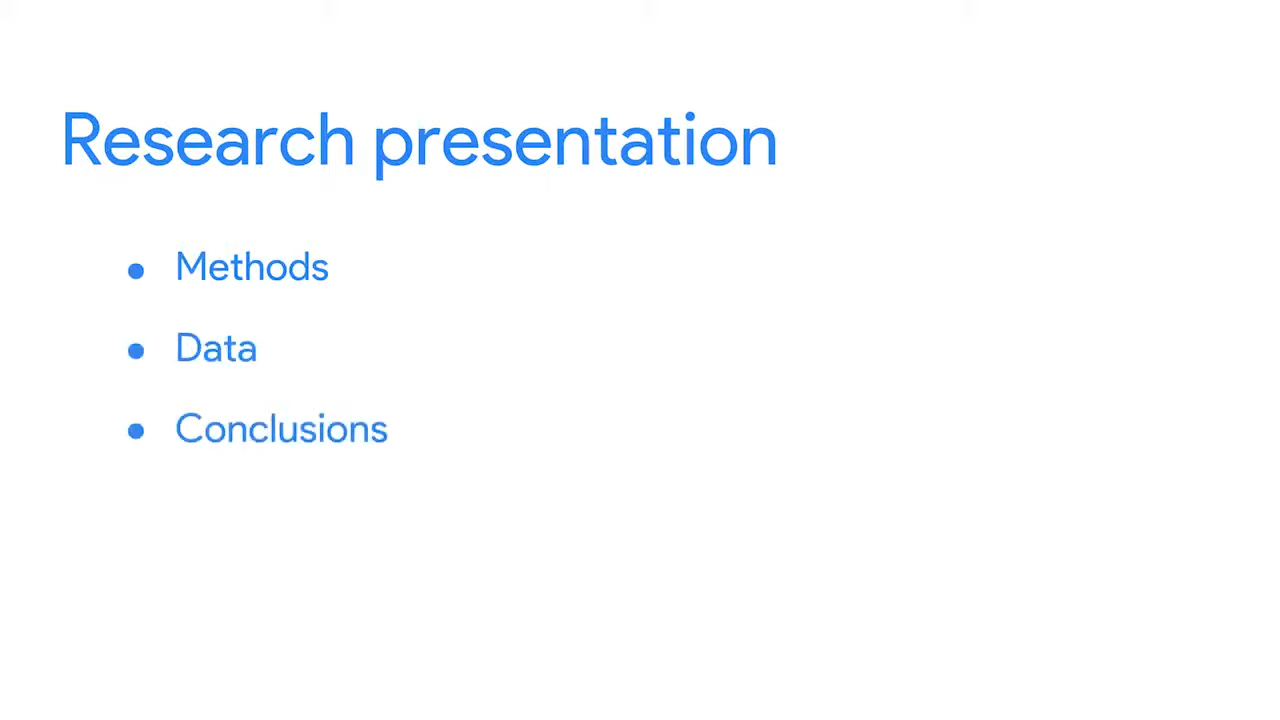 Research presentation
● Methods
● Data
● Conclusions